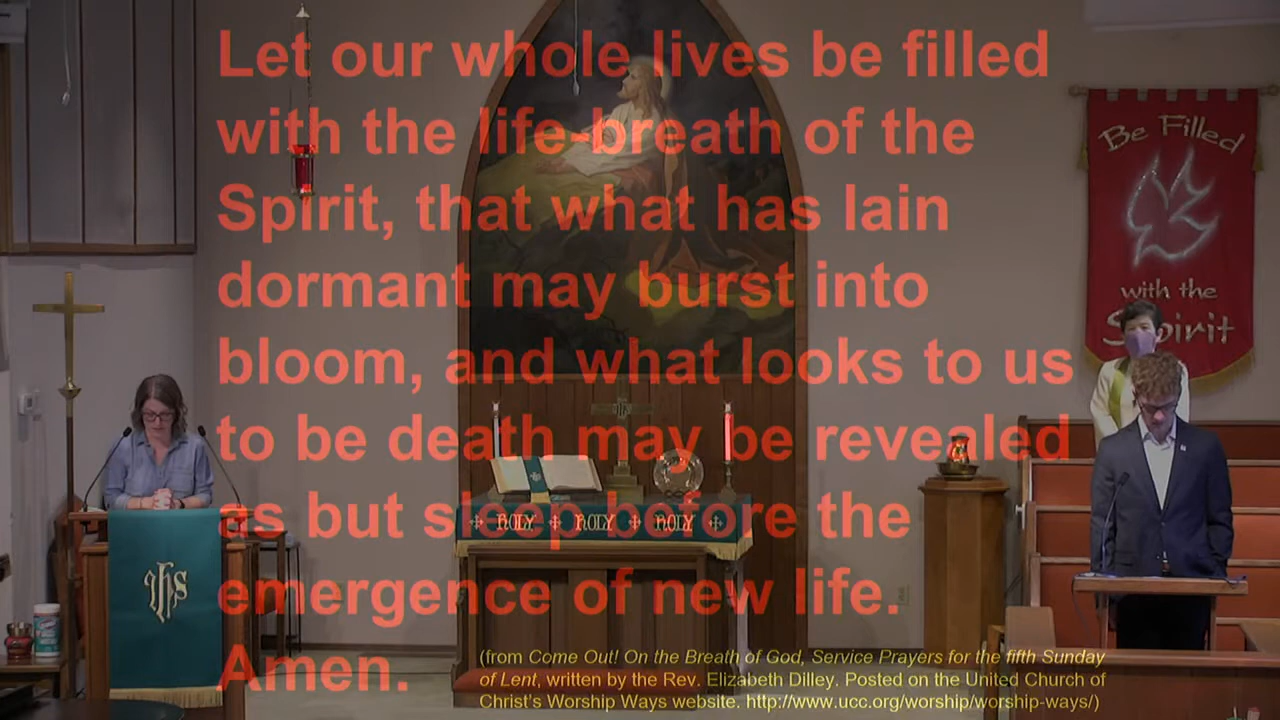 Let our whole lives be filled
with the life-breath of the
Spirit, that what has lain
dormant may burst into
bloom, and what looks to us
to be death may be revealed
as but sleep before the
emergence of new life.
Amen.
(from Come Out! On the Breath of God, Service Prayers for the fifth Sunday
of Lent, written by the Rev. Elizabeth Dilley. Posted on the United Church of
Christ's Worship Ways website. http://www.ucc.org/worship/worship-ways/)
Be Filled
with the
Spirit
HOLY HOLY HOLY
IHS